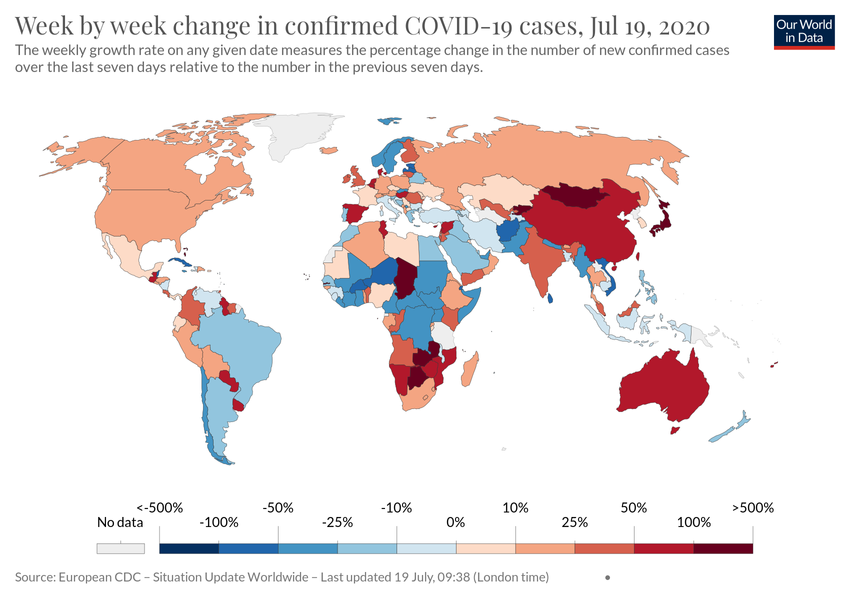 Week by week change in confirmed COVID-19 cases, Jul 19, 2020
Our World
in Data
The weekly growth rate on any given date measures the percentage change in the number of new confirmed cases
over the last seven days relative to the number in the previous seven days.
<-500% -50% -10% 10% 50% >500%
No data -100% -25% 0% 25% 100%
Source: European CDC – Situation Update Worldwide – Last updated 19 July, 09:38 (London time)